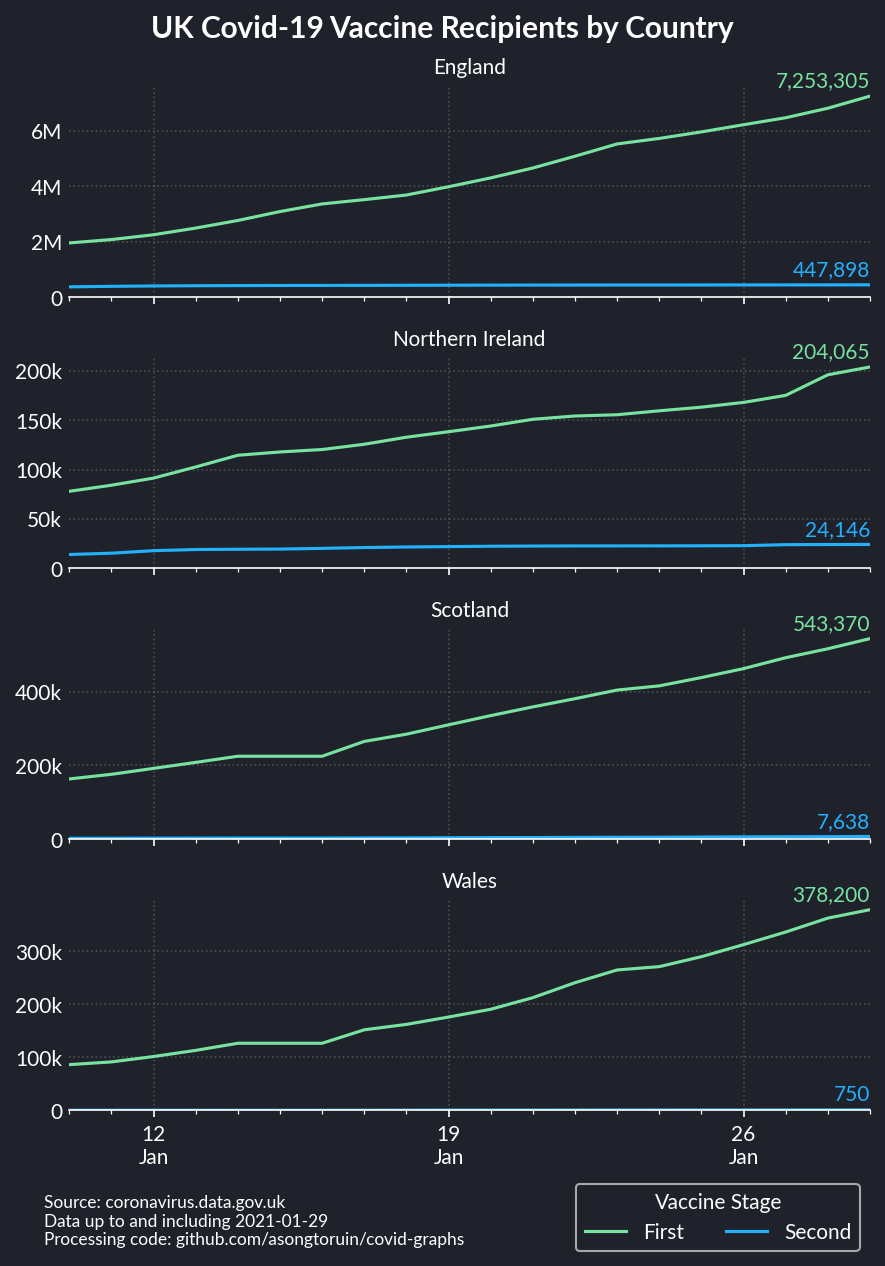 UK Covid-19 Vaccine Recipients by Country
England
7,253,305
6M
4M
2M
447,898
0
Northern Ireland
204,065
200k
150k
100k
50k
24,146
0
Scotland
543,370
400k
200k
7,638
0
Wales
378,200
300k
200k
100k
750
0
12 19 26
Jan Jan Jan
Source: coronavirus.data.gov.uk
Data up to and including 2021-01-29
Processing code: github.com/asongtoruin/covid-graphs
Vaccine Stage
First Second